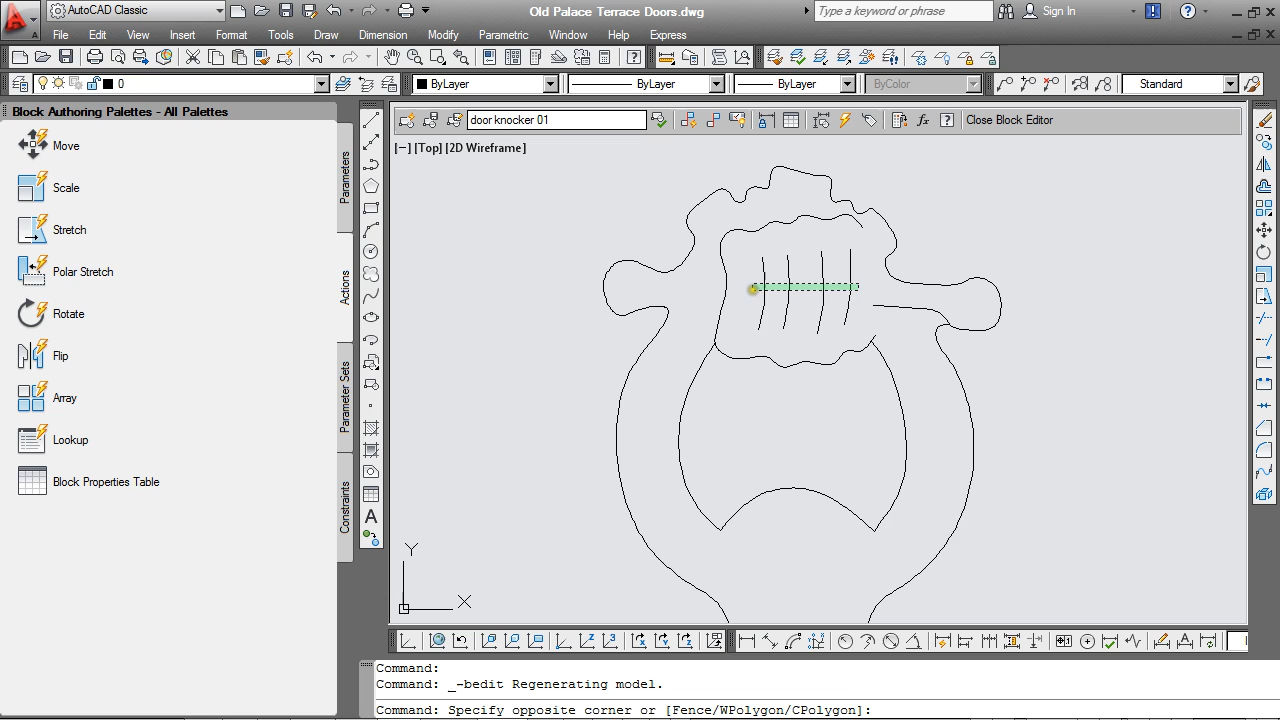 AutoCAD Classic
Old Palace Terrace Doors.dwg
Type a keyword or phrase
Sign In
File Edit View Insert Format Tools Draw Dimension Modify Parametric Window Help Express
0
ByLayer
ByLayer
ByLayer
ByColor
Standard
Block Authoring Palettes - All Palettes
door knocker 01
Close Block Editor
[−] [Top] [2D Wireframe]
Move
Scale
Stretch
Polar Stretch
Rotate
Flip
Array
Lookup
Block Properties Table
Parameters
Actions
Parameter Sets
Constraints
Y
X
Command:
Command: _-bedit Regenerating model.
Command: Specify opposite corner or [Fence/WPolygon/CPolygon]: